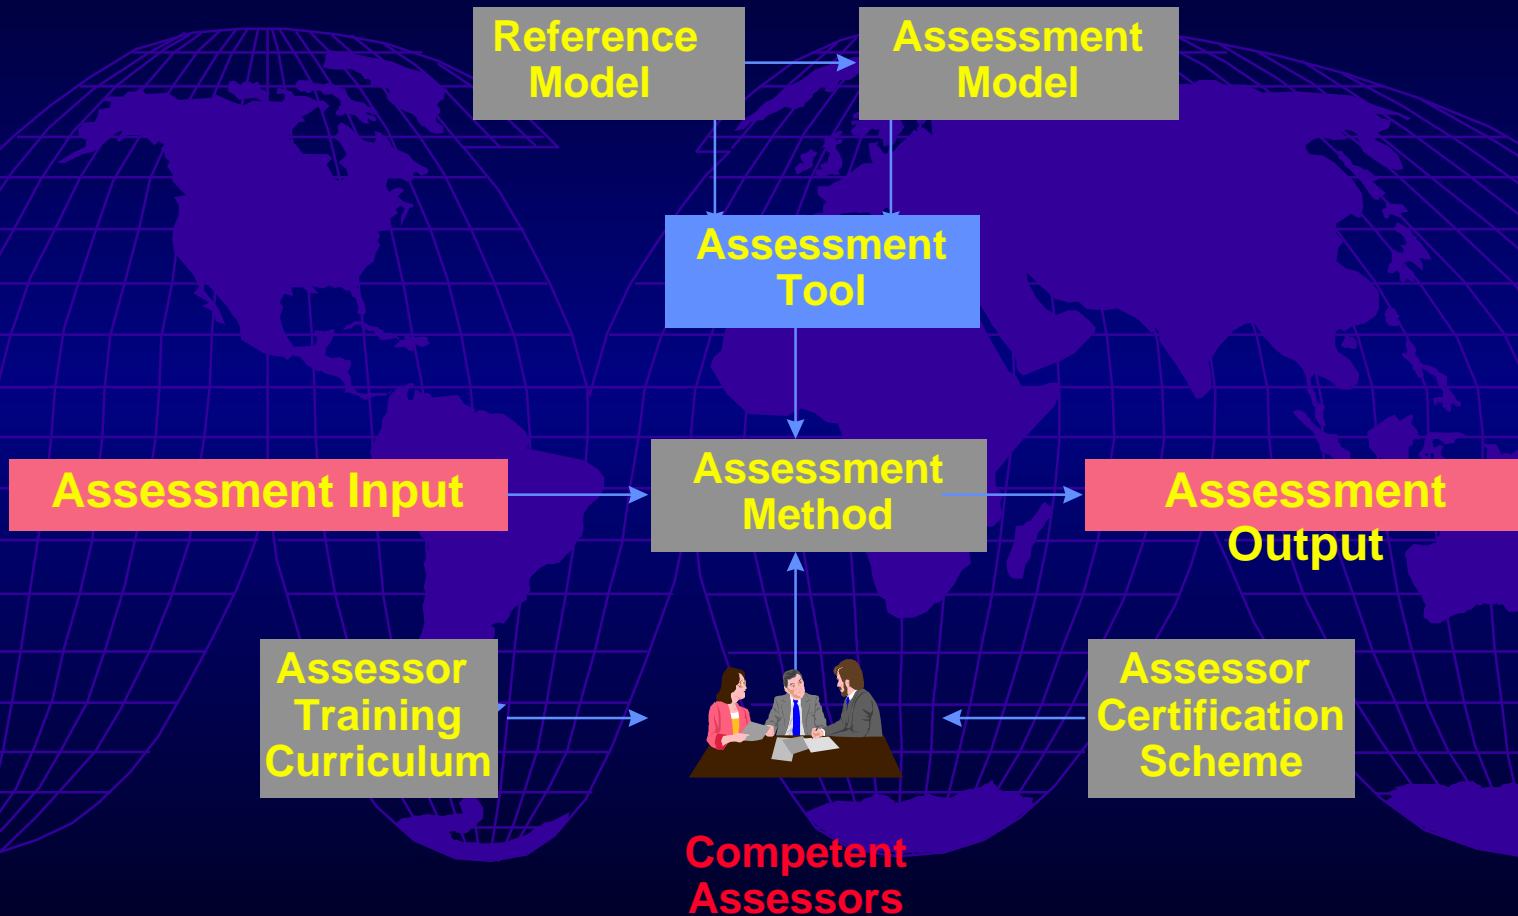 Reference
Model
Assessment
Model
Assessment
Tool
Assessment Input
Assessment
Method
Assessment
Output
Assessor
Training
Curriculum
Assessor
Certification
Scheme
Competent
Assessors